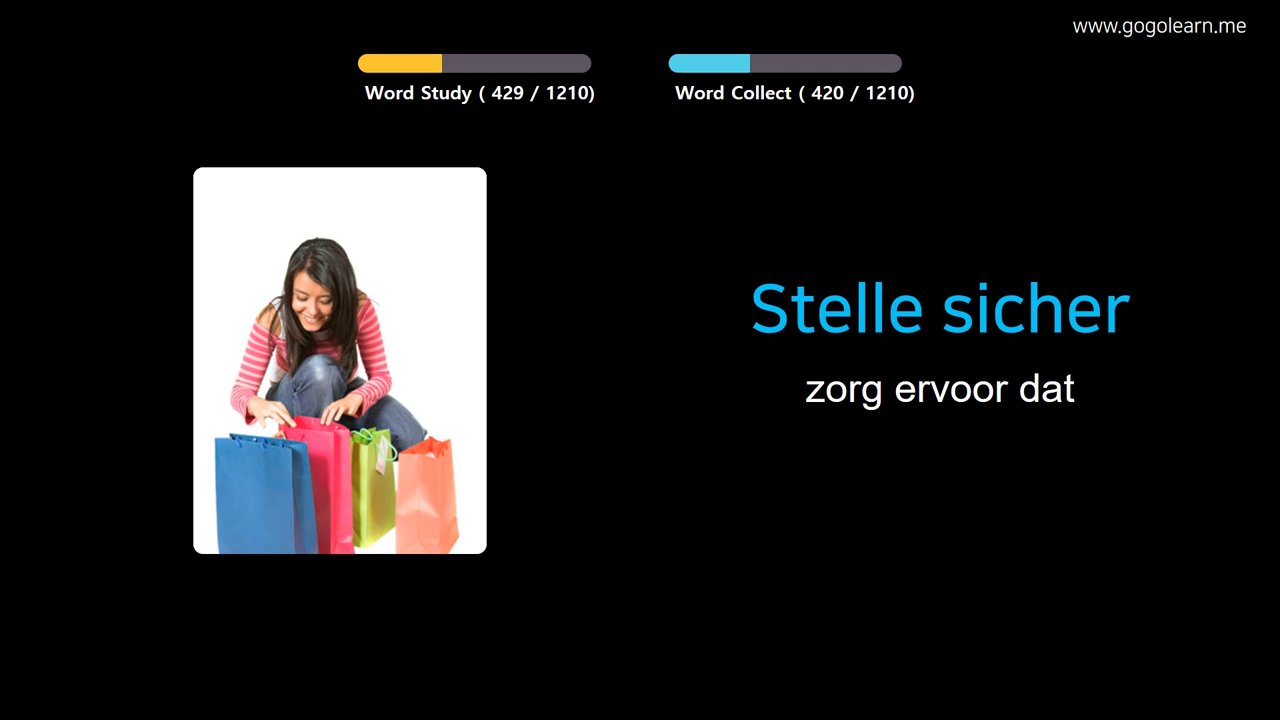 www.gogolearn.me
Word Study ( 429 / 1210)
Word Collect ( 420 / 1210)
Stelle sicher
zorg ervoor dat